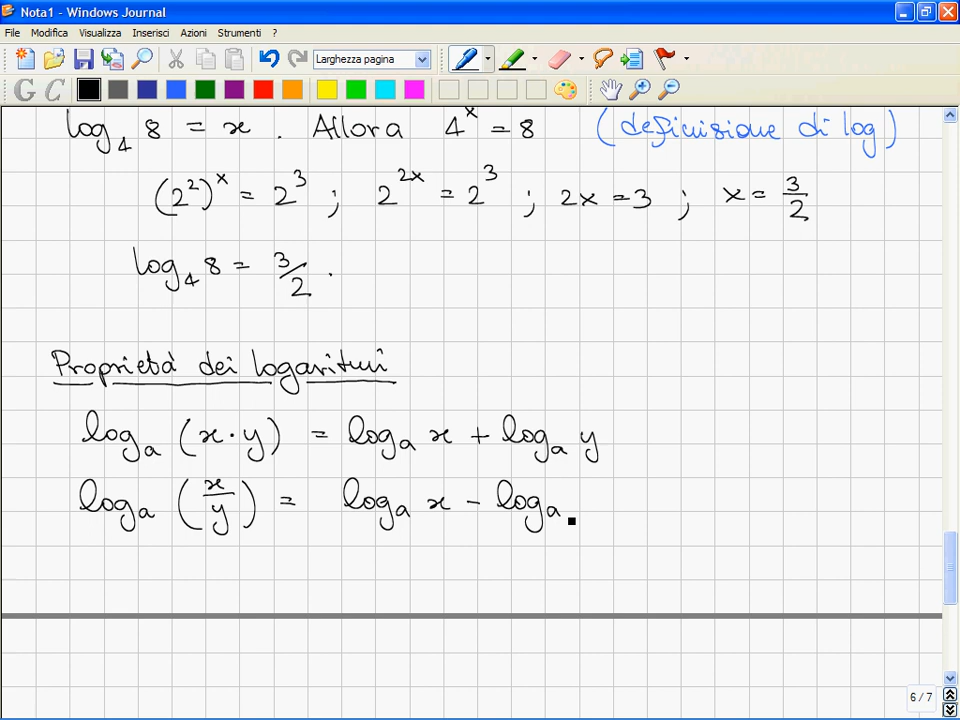 Nota1 - Windows Journal
File Modifica Visualizza Inserisci Azioni Strumenti ?
Larghezza pagina
G C
log₄ 8 = x . Allora 4ˣ = 8 (definizione di log)
(2²)ˣ = 2³ ; 2²ˣ = 2³ ; 2x = 3 ; x = 3/2
log₄ 8 = 3/2 .
Proprietà dei logaritmi
logₐ (x · y) = logₐ x + logₐ y
logₐ (x/y) = logₐ x - logₐ
6 / 7